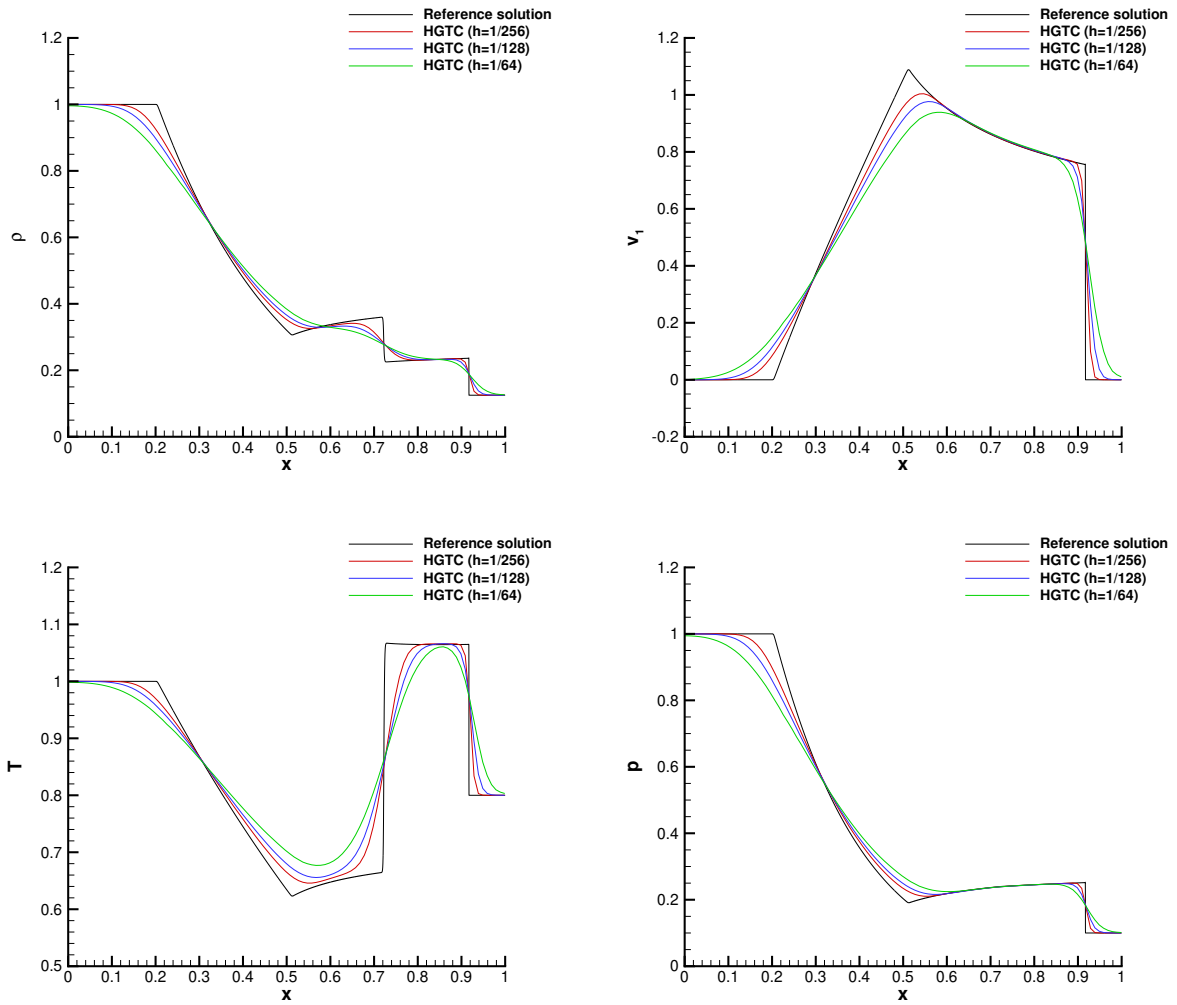 Reference solution
HGTC (h=1/256)
HGTC (h=1/128)
HGTC (h=1/64)
1.2
1
0.8
0.6
0.4
0.2
0
ρ
0 0.1 0.2 0.3 0.4 0.5 0.6 0.7 0.8 0.9 1
x
Reference solution
HGTC (h=1/256)
HGTC (h=1/128)
HGTC (h=1/64)
1.2
1
0.8
0.6
0.4
0.2
0
-0.2
v1
0 0.1 0.2 0.3 0.4 0.5 0.6 0.7 0.8 0.9 1
x
Reference solution
HGTC (h=1/256)
HGTC (h=1/128)
HGTC (h=1/64)
1.2
1.1
1
0.9
0.8
0.7
0.6
0.5
T
0 0.1 0.2 0.3 0.4 0.5 0.6 0.7 0.8 0.9 1
x
Reference solution
HGTC (h=1/256)
HGTC (h=1/128)
HGTC (h=1/64)
1.2
1
0.8
0.6
0.4
0.2
0
p
0 0.1 0.2 0.3 0.4 0.5 0.6 0.7 0.8 0.9 1
x